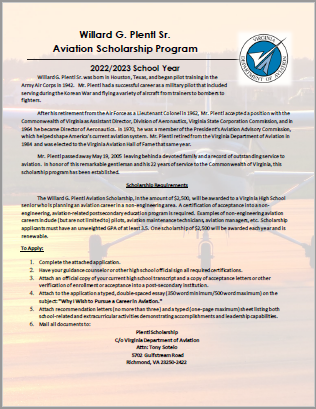 Willard G. Plentl Sr.
Aviation Scholarship Program
VIRGINIA
DEPARTMENT OF AVIATION
2022/2023 School Year
Willard G. Plentl Sr. was born in Houston, Texas, and began pilot training in the
Army Air Corps in 1942. Mr. Plentl had a successful career as a military pilot that included
serving during the Korean War and flying a variety of aircraft from trainers to bombers to
fighters.
After his retirement from the Air Force as a Lieutenant Colonel in 1962, Mr. Plentl accepted a position with the
Commonwealth of Virginia as Assistant Director, Division of Aeronautics, Virginia State Corporation Commission, and in
1964 he became Director of Aeronautics. In 1970, he was a member of the President's Aviation Advisory Commission,
which helped shape America's current aviation system. Mr. Plentl retired from the Virginia Department of Aviation in
1984 and was elected to the Virginia Aviation Hall of Fame that same year.
Mr. Plentl passed away May 19, 2005 leaving behind a devoted family and a record of outstanding service to
aviation. In honor of this remarkable gentleman and his 22 years of service to the Commonwealth of Virginia, this
scholarship program has been established.
Scholarship Requirements
The Willard G. Plentl Aviation Scholarship, in the amount of $2,500, will be awarded to a Virginia High School
senior who is planning an aviation career in a non-engineering area. A certification of acceptance into a non-
engineering, aviation-related postsecondary education program is required. Examples of non-engineering aviation
careers include (but are not limited to) pilots, aviation maintenance technicians, aviation managers, etc. Scholarship
applicants must have an unweighted GPA of at least 3.5. One scholarship of $2,500 will be awarded each year and is
renewable.
To Apply:
1. Complete the attached application.
2. Have your guidance counselor or other high school official sign all required certifications.
3. Attach an official copy of your current high school transcript and a copy of acceptance letters or other
verification of enrollment or acceptance into a post-secondary institution.
4. Attach to the application a typed, double-spaced essay (350 word minimum/500 word maximum) on the
subject: "Why I Wish to Pursue a Career in Aviation."
5. Attach recommendation letters (no more than three) and a typed (one-page maximum) sheet listing both
school-related and extracurricular activities demonstrating accomplishments and leadership capabilities.
6. Mail all documents to:
Plentl Scholarship
C/o Virginia Department of Aviation
Attn: Tony Sotelo
5702 Gulfstream Road
Richmond, VA 23250-2422